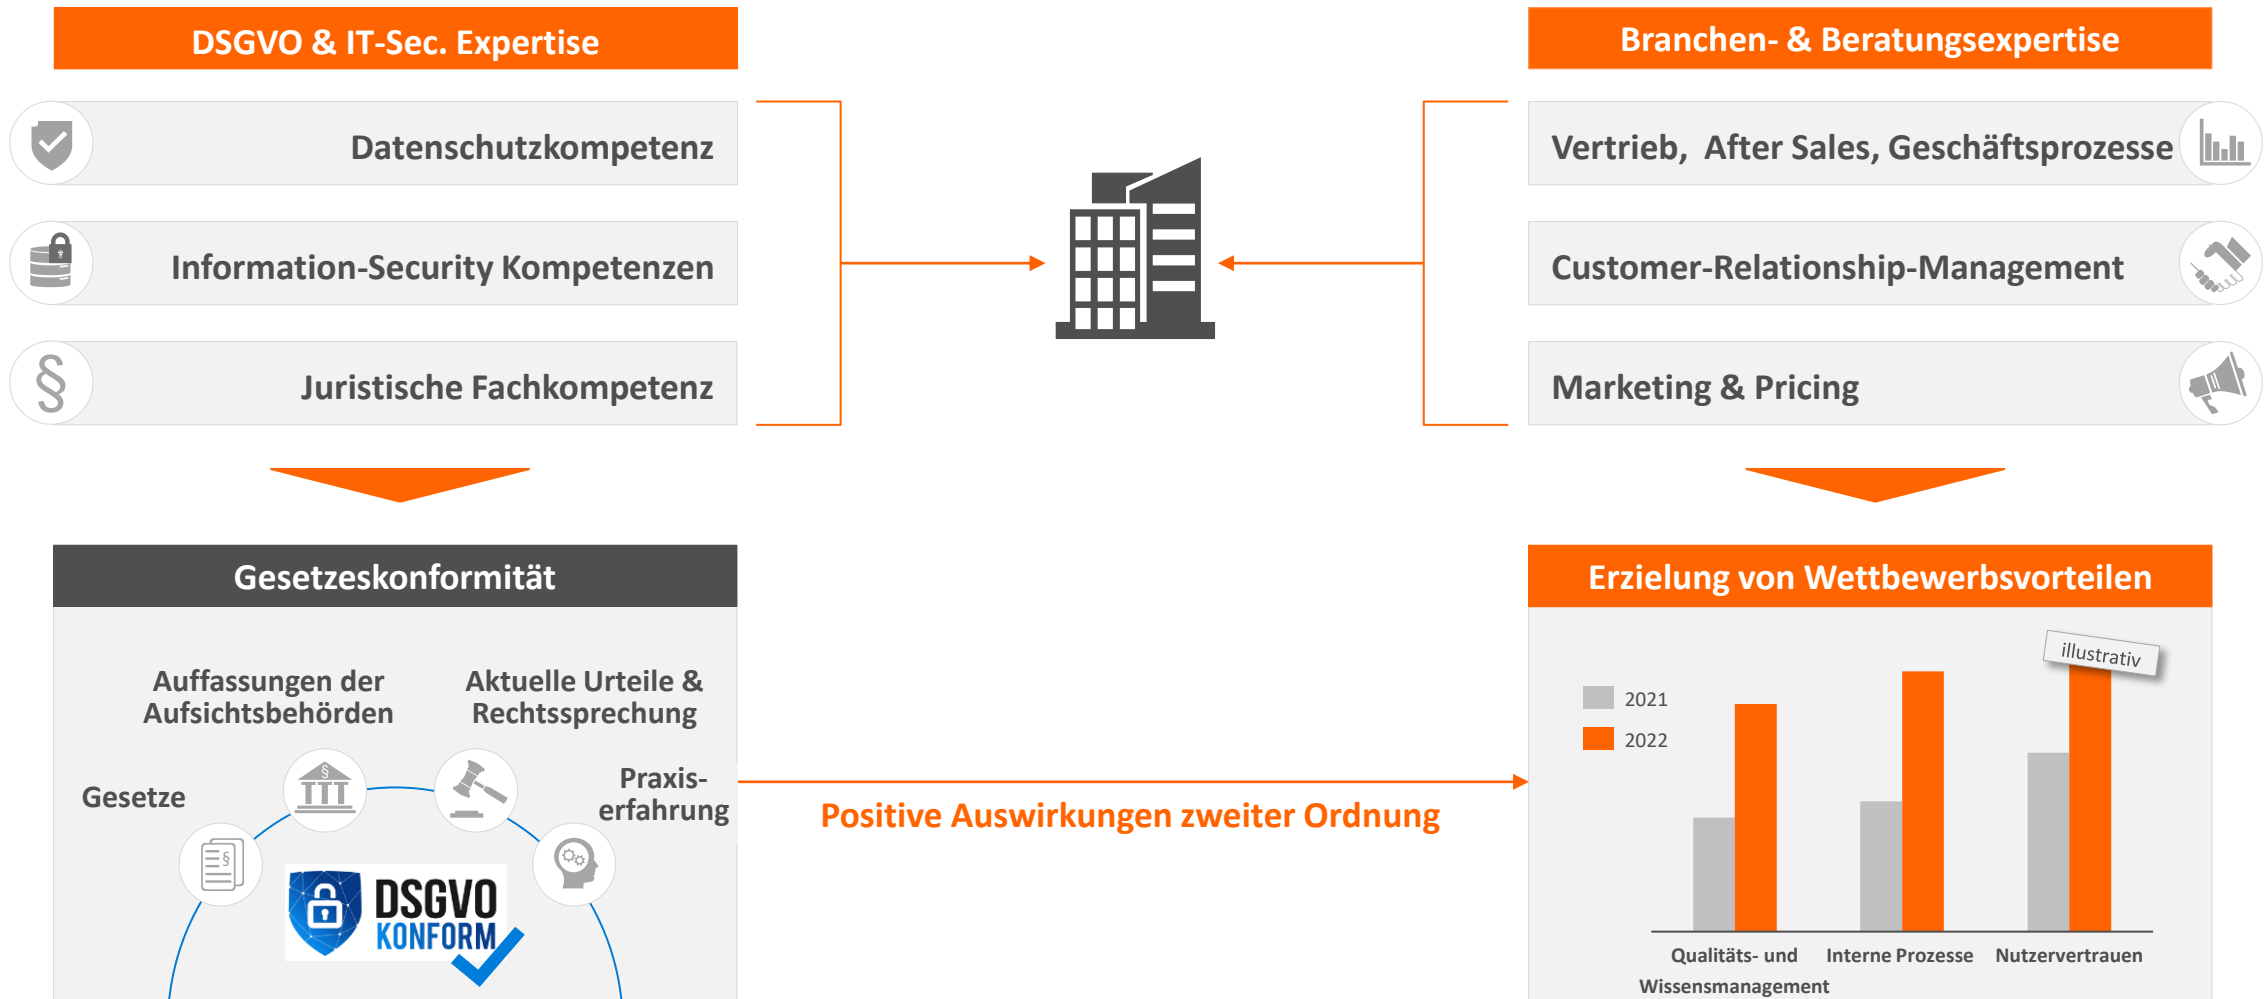 DSGVO & IT-Sec. Expertise
Datenschutzkompetenz
Information-Security Kompetenzen
§
Juristische Fachkompetenz
Branchen- & Beratungsexpertise
Vertrieb, After Sales, Geschäftsprozesse
Customer-Relationship-Management
Marketing & Pricing
Gesetzeskonformität
Auffassungen der
Aufsichtsbehörden
Aktuelle Urteile &
Rechtssprechung
Gesetze
Praxis-
erfahrung
§
§
DSGVO
KONFORM
Positive Auswirkungen zweiter Ordnung
Erzielung von Wettbewerbsvorteilen
illustrativ
2021
2022
Qualitäts- und
Wissensmanagement
Interne Prozesse
Nutzervertrauen